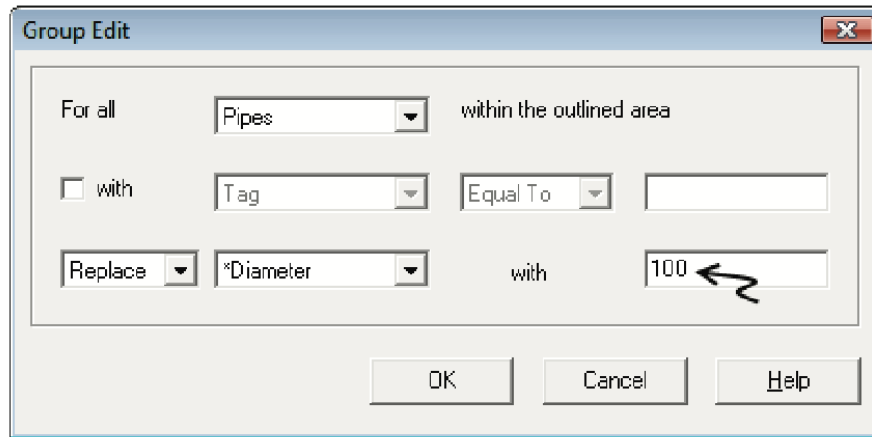 Group Edit
For all Pipes within the outlined area
with Tag Equal To
Replace *Diameter with 100
OK Cancel Help